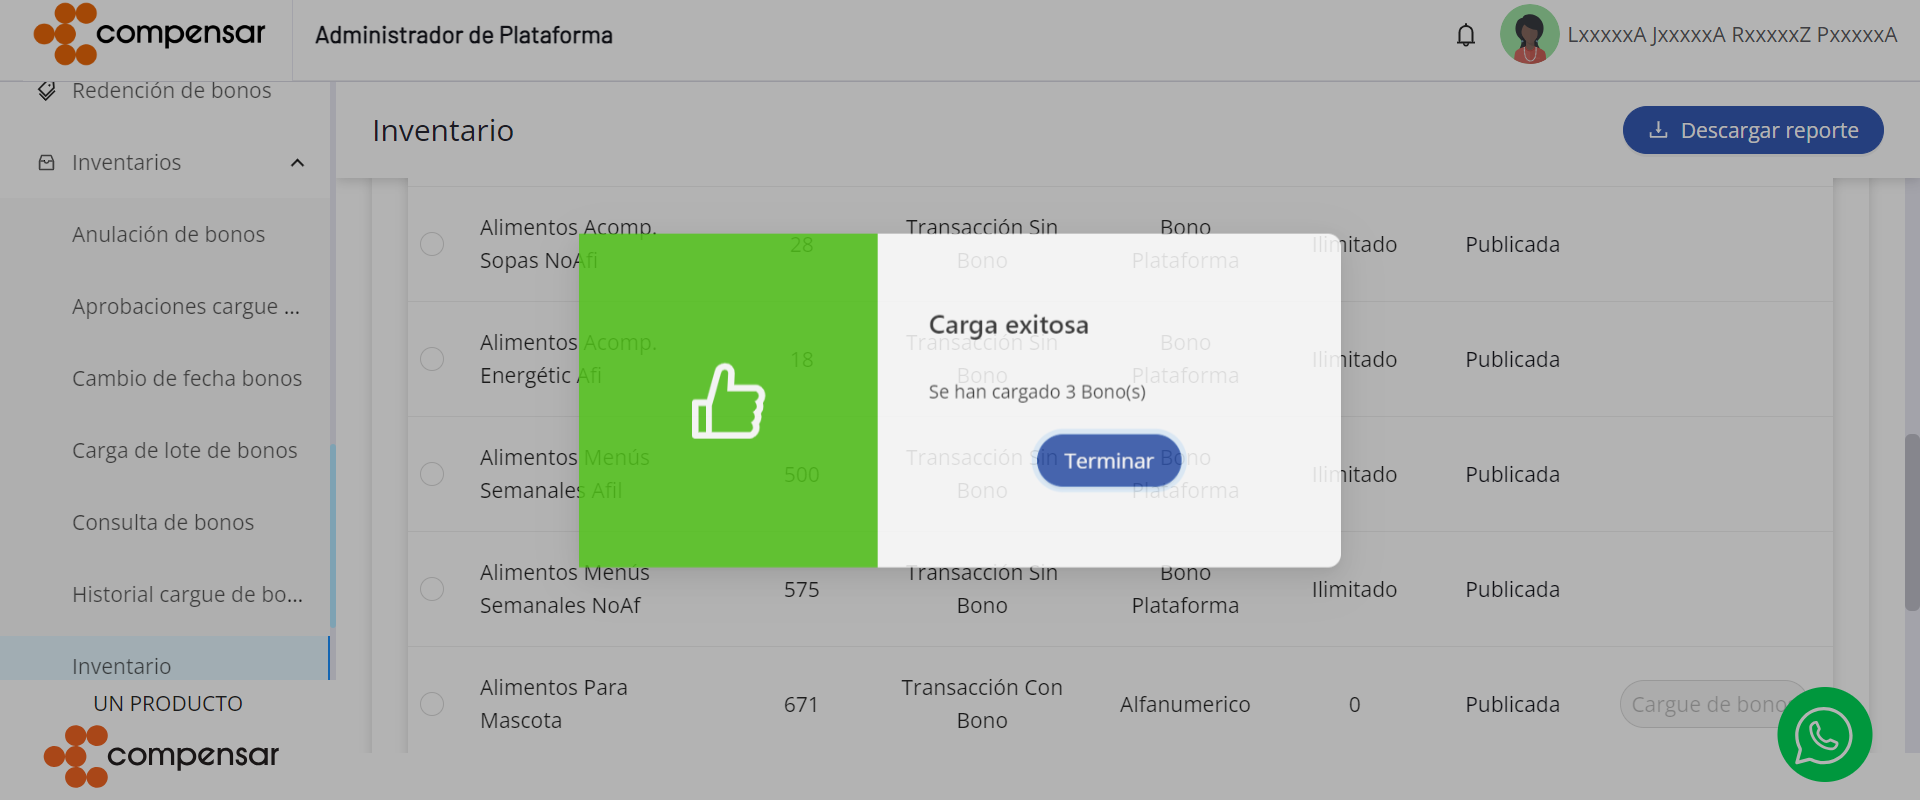 compensar
Administrador de Plataforma
LxxxxxA JxxxxxA RxxxxxZ PxxxxxA
Redención de bonos
Inventarios
Anulación de bonos
Aprobaciones cargue ...
Cambio de fecha bonos
Carga de lote de bonos
Consulta de bonos
Historial cargue de bo...
Inventario
UN PRODUCTO
compensar
Inventario
Descargar reporte
Alimentos Acomp. Transacción Sin Bono
Sopas NoAfi 28 Bono Plataforma Ilimitado Publicada
Alimentos Acomp. Transacción Sin Bono
Energétic Afi 18 Bono Plataforma Ilimitado Publicada
Alimentos Menús Transacción Sin Bono
Semanales Afil 500 Bono Plataforma Ilimitado Publicada
Alimentos Menús Transacción Sin Bono
Semanales NoAf 575 Bono Plataforma Ilimitado Publicada
Alimentos Para Transacción Con
Mascota 671 Bono Alfanumerico 0 Publicada Cargue de bono
Carga exitosa
Se han cargado 3 Bono(s)
Terminar